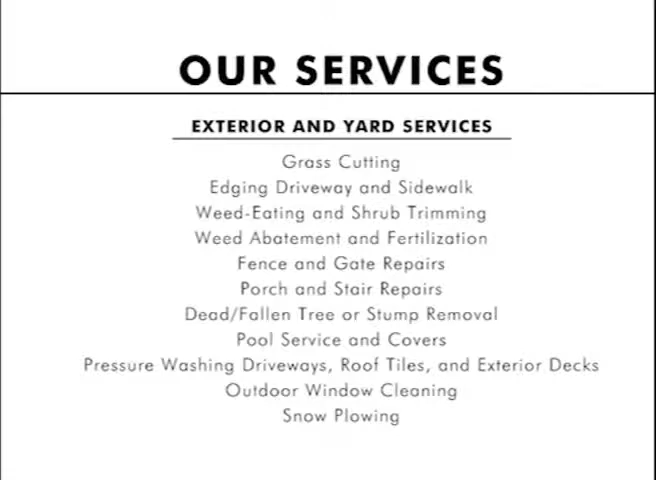 OUR SERVICES
EXTERIOR AND YARD SERVICES
Grass Cutting
Edging Driveway and Sidewalk
Weed-Eating and Shrub Trimming
Weed Abatement and Fertilization
Fence and Gate Repairs
Porch and Stair Repairs
Dead/Fallen Tree or Stump Removal
Pool Service and Covers
Pressure Washing Driveways, Roof Tiles, and Exterior Decks
Outdoor Window Cleaning
Snow Plowing